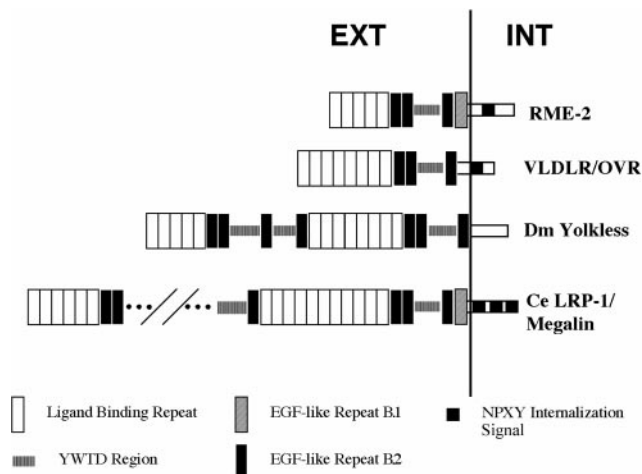 EXT INT
RME-2
VLDLR/OVR
Dm Yolkless
Ce LRP-1/
Megalin
Ligand Binding Repeat
EGF-like Repeat B.1
NPXY Internalization
Signal
YWTD Region
EGF-like Repeat B.2